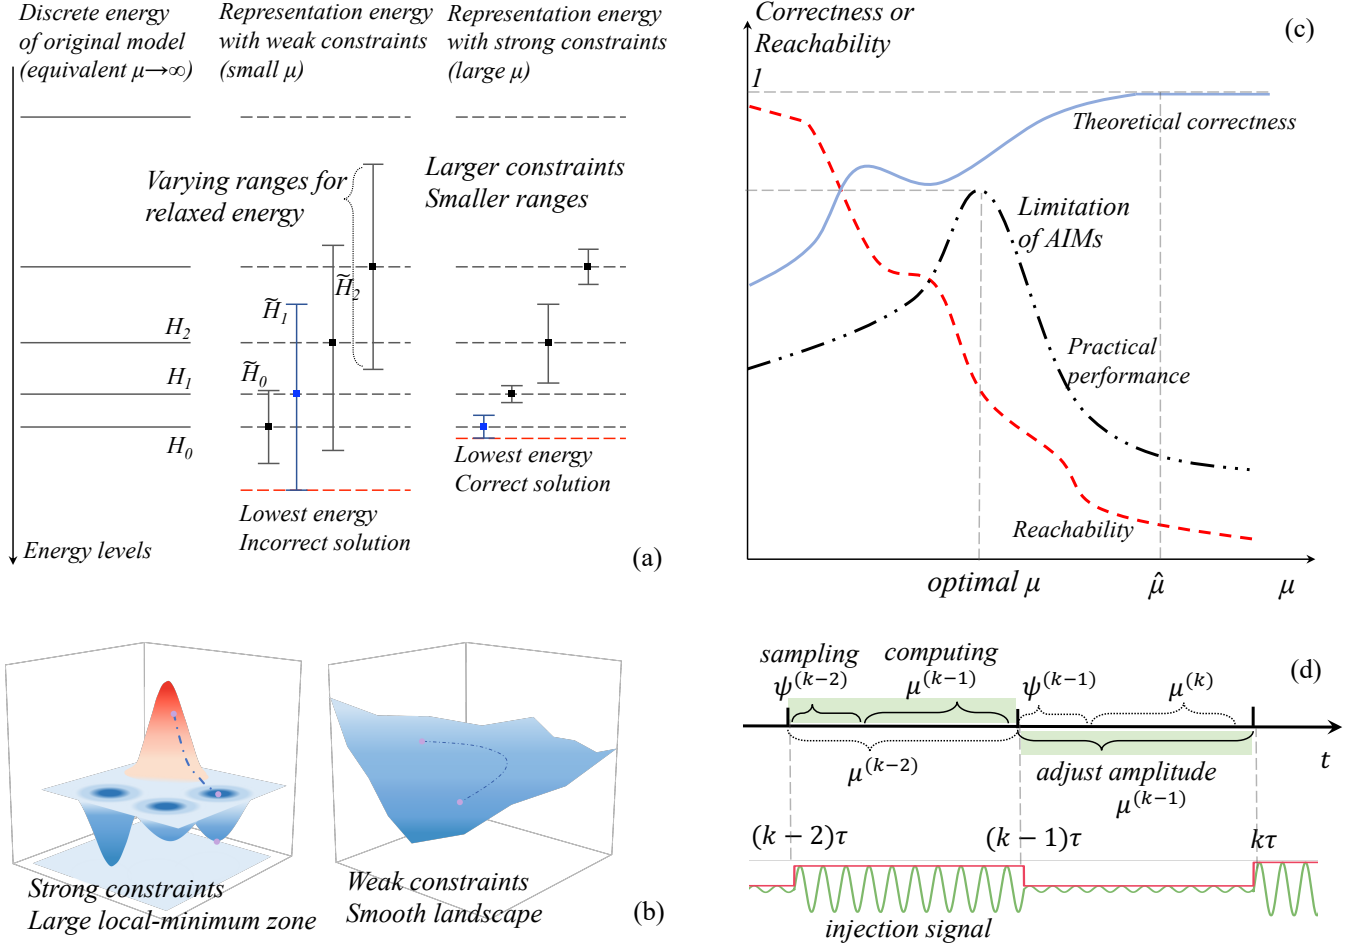 Discrete energy
of original model
(equivalent μ→∞)
Representation energy
with weak constraints
(small μ)
Representation energy
with strong constraints
(large μ)
Varying ranges for
relaxed energy
Larger constraints
Smaller ranges
H₂
H₁
H₀
H̃₀
H̃₁
H̃₂
Lowest energy
Incorrect solution
Lowest energy
Correct solution
Energy levels
(a)
Strong constraints
Large local-minimum zone
Weak constraints
Smooth landscape
(b)
Correctness or
Reachability
(c)
1
Theoretical correctness
Limitation
of AIMs
Practical
performance
Reachability
optimal μ
μ̂
μ
(d)
sampling
computing
ψ^(k−2)
μ^(k−1)
ψ^(k−1)
μ^(k)
μ^(k−2)
adjust amplitude
μ^(k−1)
t
(k − 2)τ
(k − 1)τ
kτ
injection signal